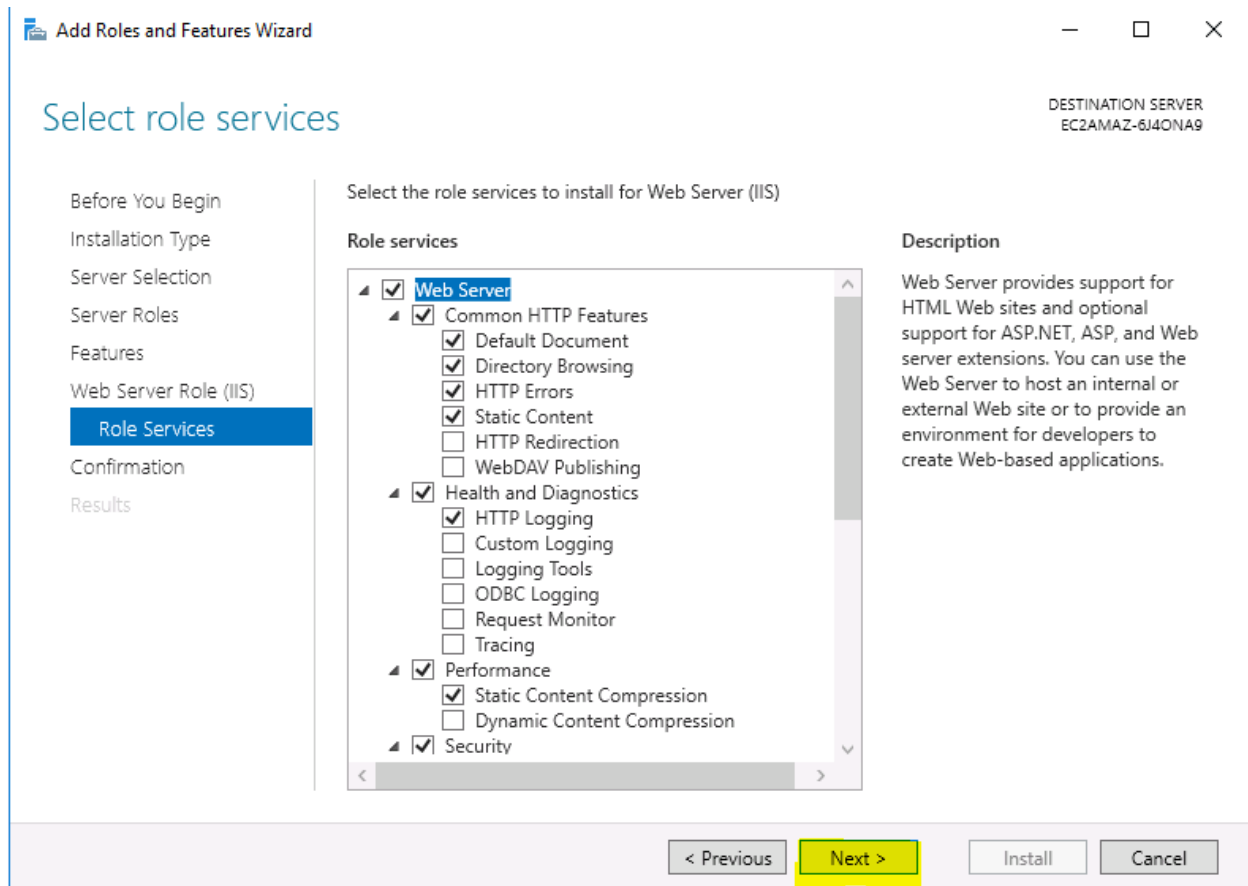 Add Roles and Features Wizard
Select role services
DESTINATION SERVER
EC2AMAZ-6J4ONA9
Before You Begin
Installation Type
Server Selection
Server Roles
Features
Web Server Role (IIS)
Role Services
Confirmation
Results
Select the role services to install for Web Server (IIS)
Role services
Web Server
Common HTTP Features
Default Document
Directory Browsing
HTTP Errors
Static Content
HTTP Redirection
WebDAV Publishing
Health and Diagnostics
HTTP Logging
Custom Logging
Logging Tools
ODBC Logging
Request Monitor
Tracing
Performance
Static Content Compression
Dynamic Content Compression
Security
Description
Web Server provides support for
HTML Web sites and optional
support for ASP.NET, ASP, and Web
server extensions. You can use the
Web Server to host an internal or
external Web site or to provide an
environment for developers to
create Web-based applications.
< Previous
Next >
Install
Cancel